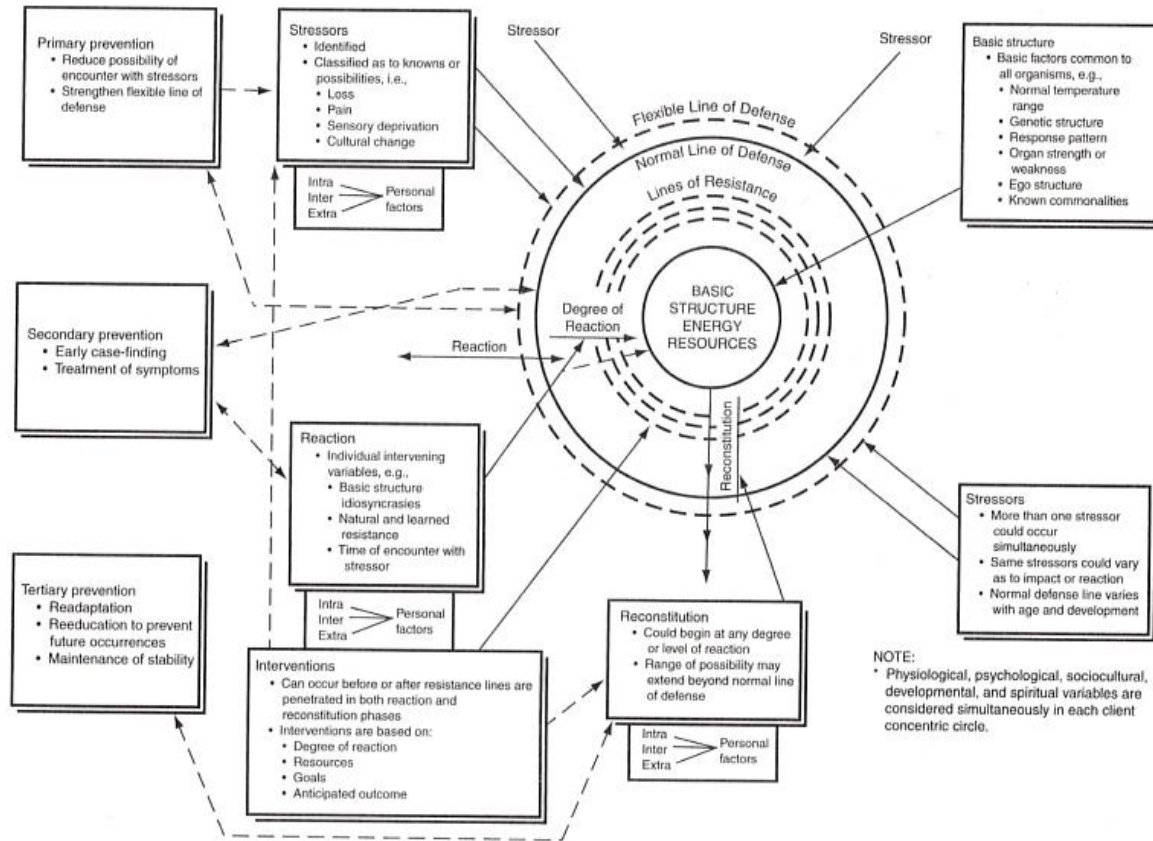 Primary prevention
• Reduce possibility of
encounter with stressors
• Strengthen flexible line of
defense
Stressors
• Identified
• Classified as to knowns or
possibilities, i.e.,
• Loss
• Pain
• Sensory deprivation
• Cultural change
Intra
Inter
Extra
Personal
factors
Stressor
Stressor
Basic structure
• Basic factors common to
all organisms, e.g.,
• Normal temperature
range
• Genetic structure
• Response pattern
• Organ strength or
weakness
• Ego structure
• Known commonalities
Flexible Line of Defense
Normal Line of Defense
Lines of Resistance
BASIC
STRUCTURE
ENERGY
RESOURCES
Degree of
Reaction
Reaction
Reconstitution
Secondary prevention
• Early case-finding
• Treatment of symptoms
Reaction
• Individual intervening
variables, e.g.,
• Basic structure
idiosyncrasies
• Natural and learned
resistance
• Time of encounter with
stressor
Intra
Inter
Extra
Personal
factors
Stressors
• More than one stressor
could occur
simultaneously
• Same stressors could vary
as to impact or reaction
• Normal defense line varies
with age and development
Tertiary prevention
• Readaptation
• Reeducation to prevent
future occurrences
• Maintenance of stability
Interventions
• Can occur before or after resistance lines are
penetrated in both reaction and
reconstitution phases
• Interventions are based on:
• Degree of reaction
• Resources
• Goals
• Anticipated outcome
Reconstitution
• Could begin at any degree
or level of reaction
• Range of possibility may
extend beyond normal line
of defense
Intra
Inter
Extra
Personal
factors
NOTE:
* Physiological, psychological, sociocultural,
developmental, and spiritual variables are
considered simultaneously in each client
concentric circle.